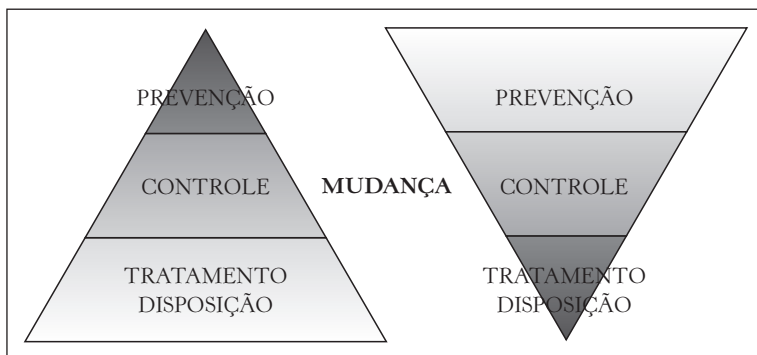 PREVENÇÃO
CONTROLE
TRATAMENTO
DISPOSIÇÃO
MUDANÇA
PREVENÇÃO
CONTROLE
TRATAMENTO
DISPOSIÇÃO